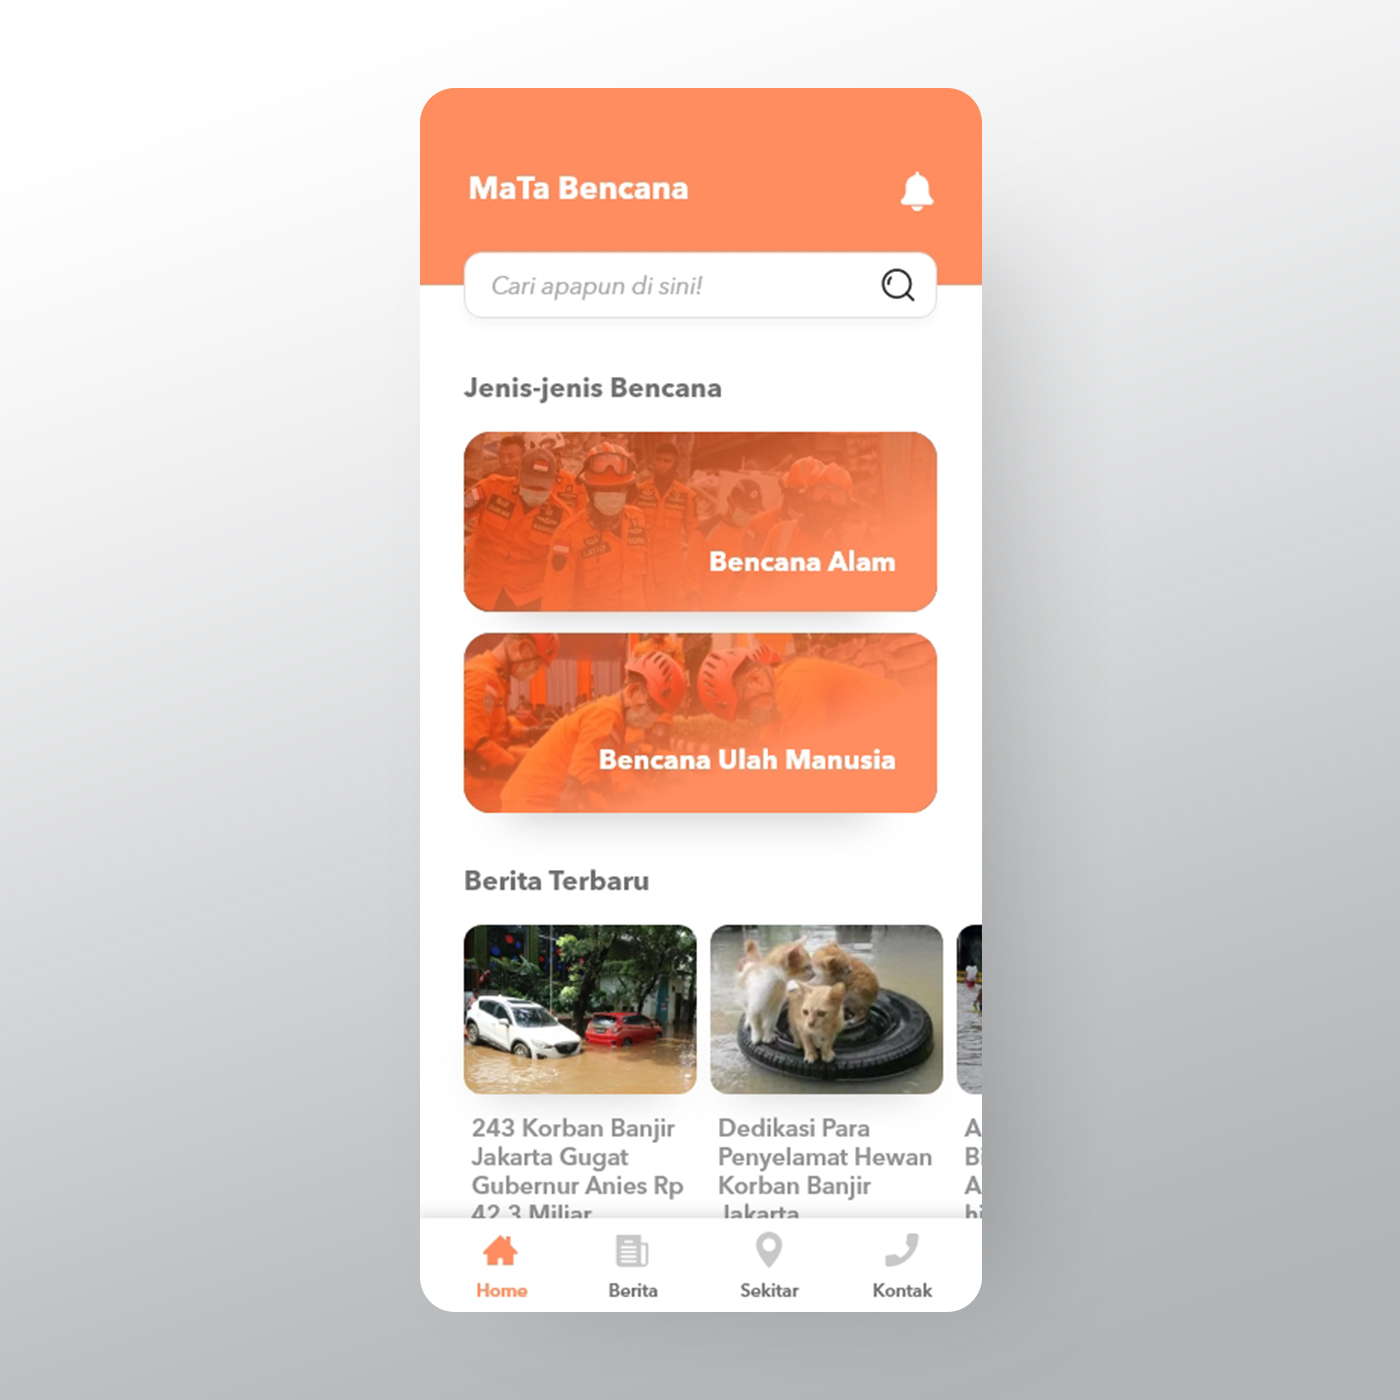 MaTa Bencana
Cari apapun di sini!
Jenis-jenis Bencana
Bencana Alam
Bencana Ulah Manusia
Berita Terbaru
243 Korban Banjir
Jakarta Gugat
Gubernur Anies Rp
42,3 Miliar
Dedikasi Para
Penyelamat Hewan
Korban Banjir
Jakarta
Home
Berita
Sekitar
Kontak